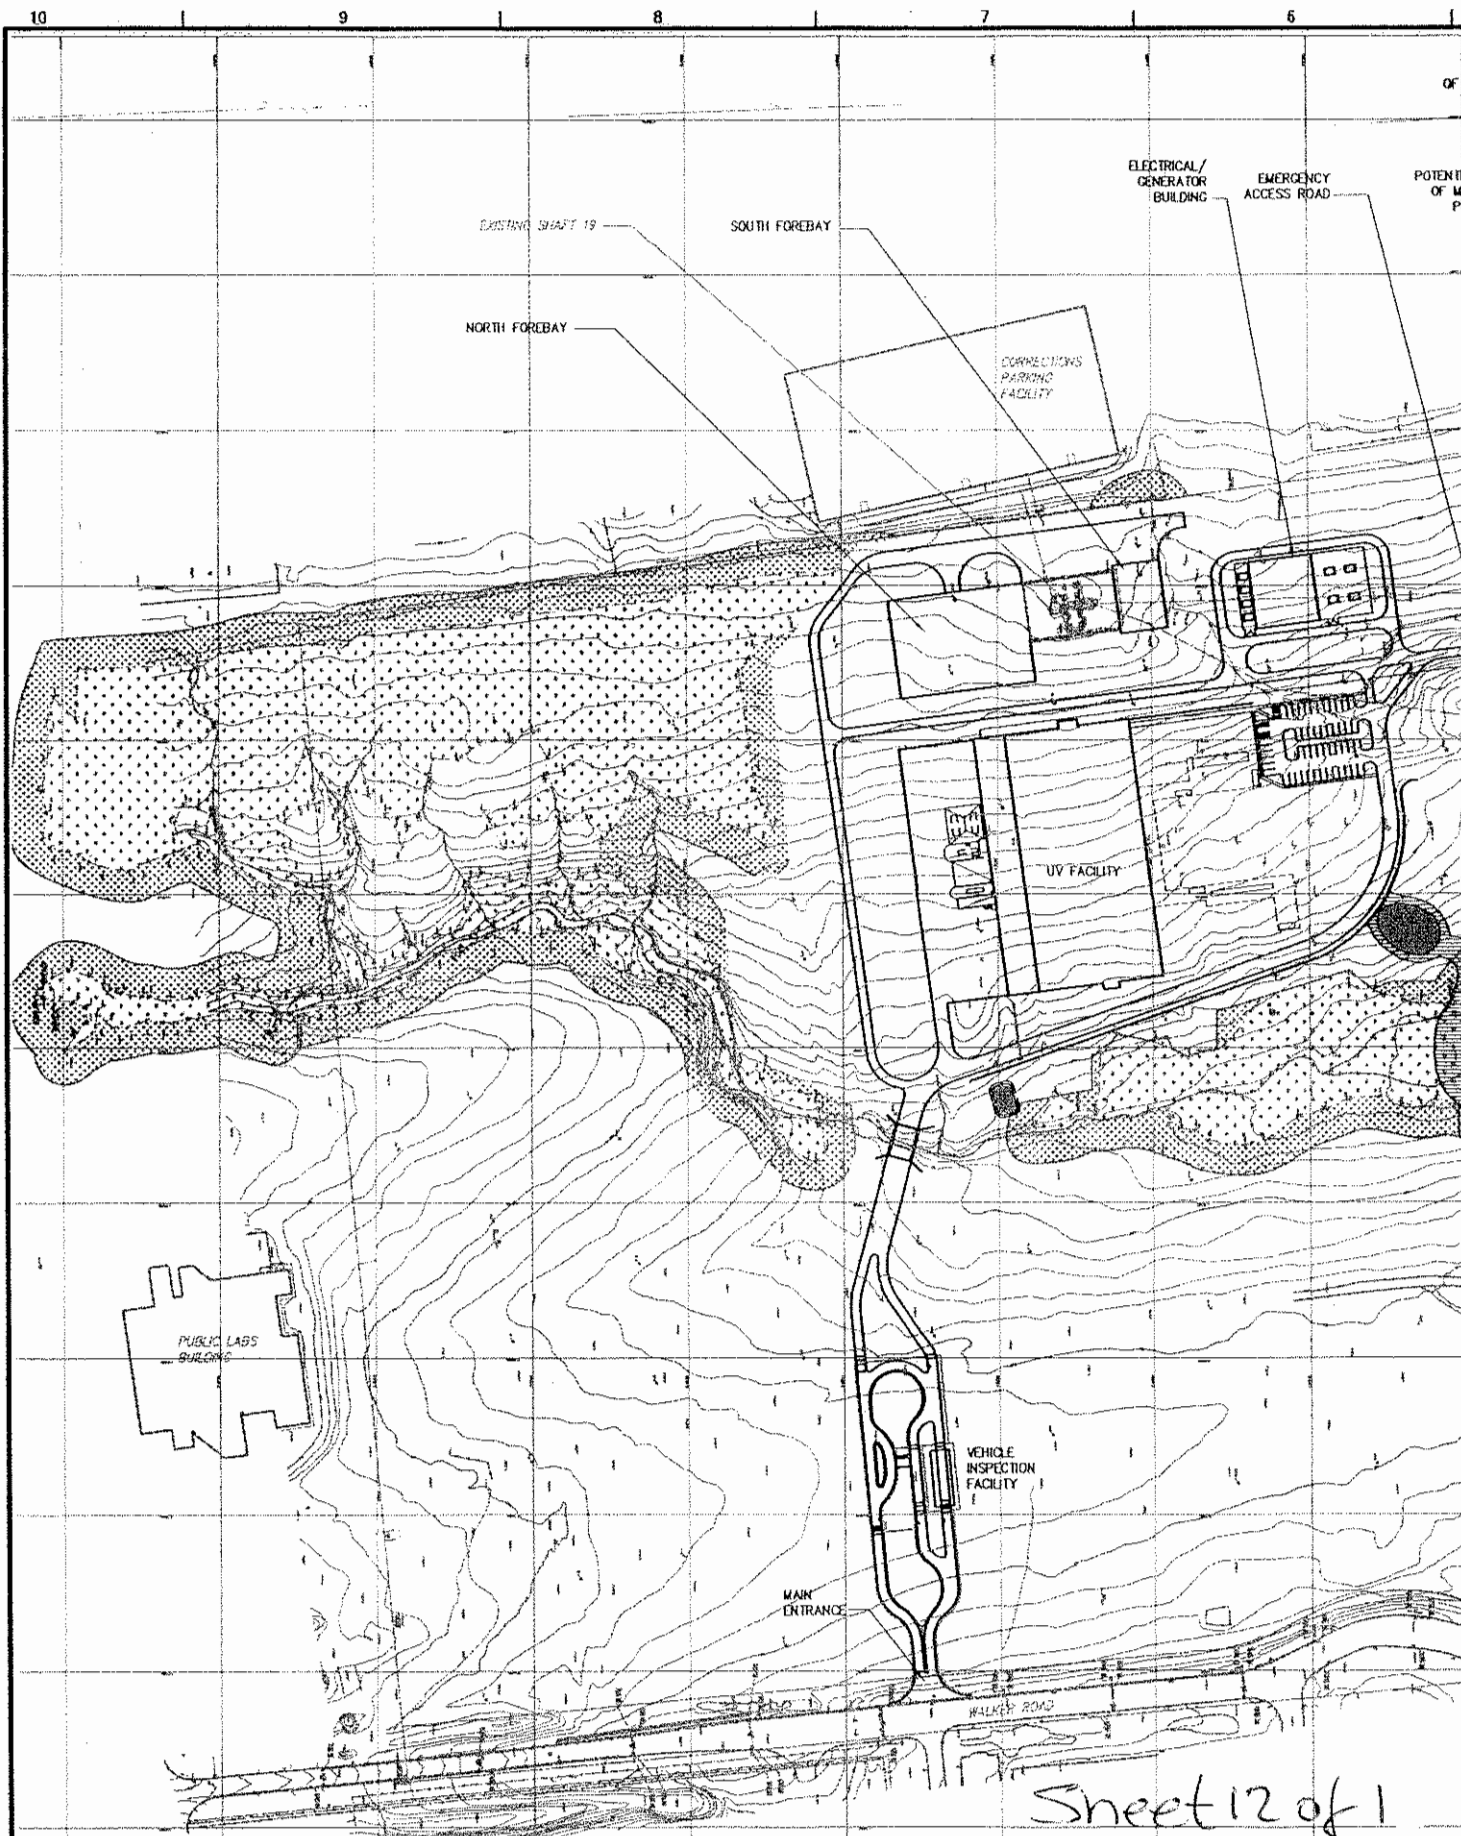 10 9 8 7 6
OF
ELECTRICAL/
GENERATOR
BUILDING
EMERGENCY
ACCESS ROAD
POTENTI
OF M
P
EXISTING SHAFT 19
SOUTH FOREBAY
NORTH FOREBAY
CORRECTIONS
PARKING
FACILITY
UV FACILITY
PUBLIC LABS
BUILDING
VEHICLE
INSPECTION
FACILITY
MAIN
ENTRANCE
WALKER ROAD
Sheet 12 of 1